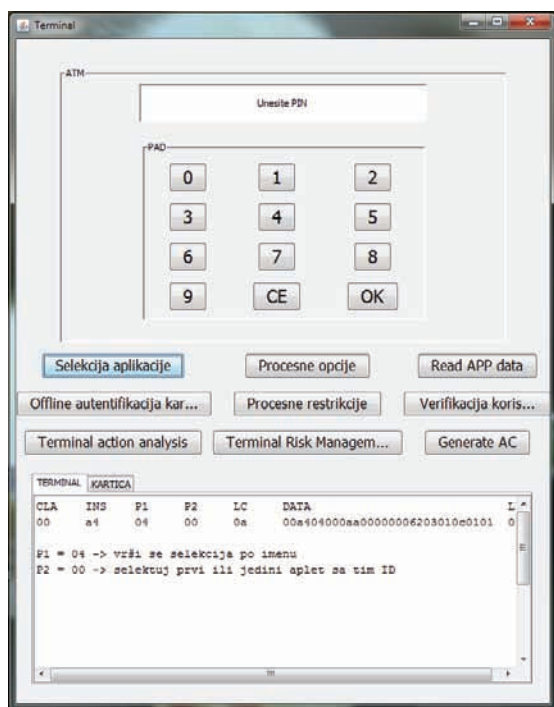 Terminal
ATM
Unesite PIN
PAD
0 1 2
3 4 5
6 7 8
9 CE OK
Selekcija aplikacije Procesne opcije Read APP data
Offline autentifikacija kar... Procesne restrikcije Verifikacija koris...
Terminal action analysis Terminal Risk Managem... Generate AC
TERMINAL KARTICA
CLA INS P1 P2 LC DATA L
00 a4 04 00 0a 00a404000aa00000006203010c0101 0
P1 = 04 -> vrši se selekcija po imenu
P2 = 00 -> selektuj prvi ili jedini aplet sa tim ID